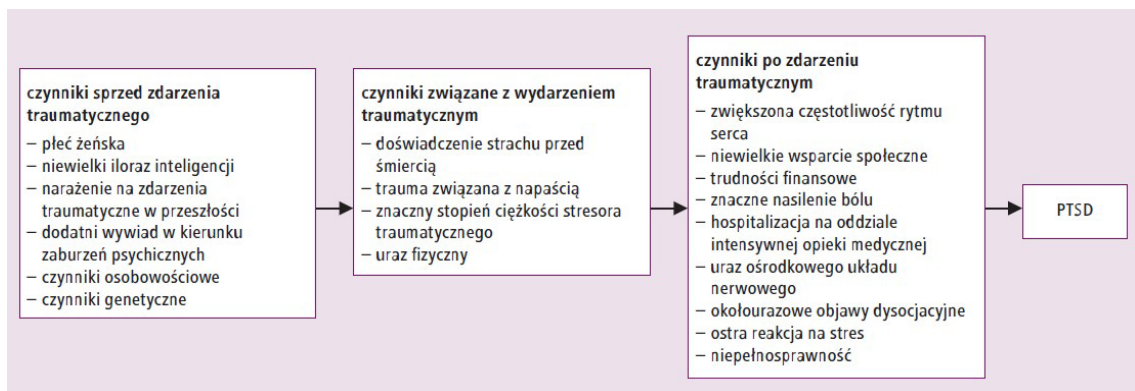 czynniki sprzed zdarzenia
traumatycznego
– płeć żeńska
– niewielki iloraz inteligencji
– narażenie na zdarzenia
traumatyczne w przeszłości
– dodatni wywiad w kierunku
zaburzeń psychicznych
– czynniki osobowościowe
– czynniki genetyczne
czynniki związane z wydarzeniem
traumatycznym
– doświadczenie strachu przed
śmiercią
– trauma związana z napaścią
– znaczny stopień ciężkości stresora
traumatycznego
– uraz fizyczny
czynniki po zdarzeniu
traumatycznym
– zwiększona częstotliwość rytmu
serca
– niewielkie wsparcie społeczne
– trudności finansowe
– znaczne nasilenie bólu
– hospitalizacja na oddziale
intensywnej opieki medycznej
– uraz ośrodkowego układu
nerwowego
– okołourazowe objawy dysocjacyjne
– ostra reakcja na stres
– niepełnosprawność
PTSD